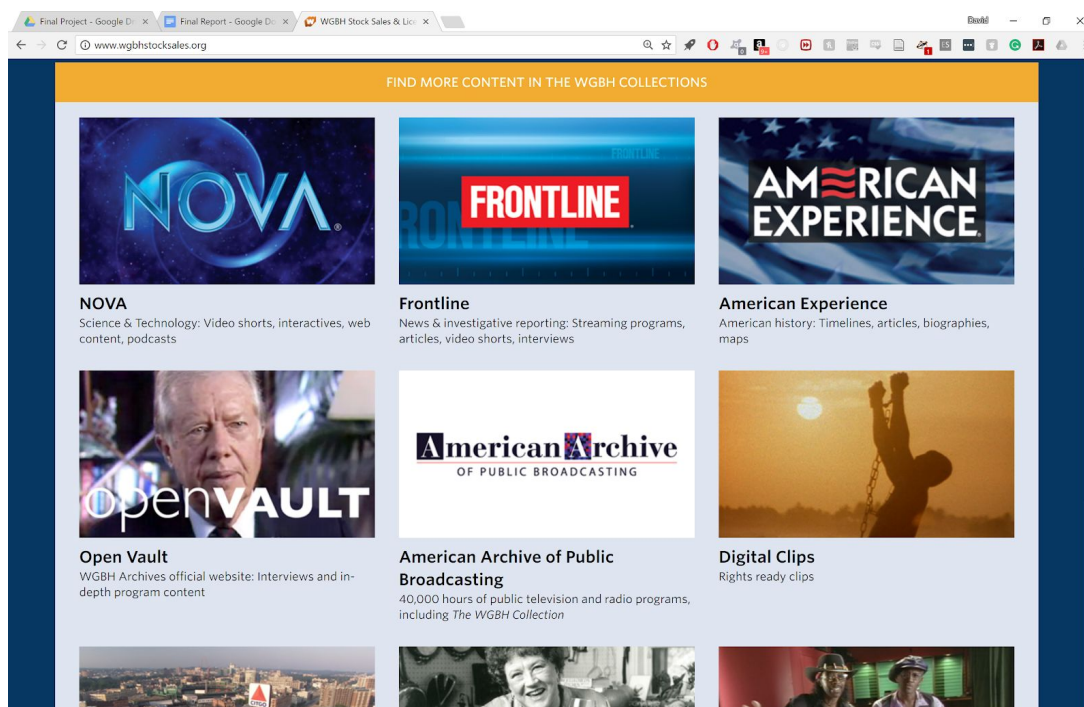 Final Project - Google Dri
Final Report - Google Do
WGBH Stock Sales & Lice
David
www.wgbhstocksales.org
FIND MORE CONTENT IN THE WGBH COLLECTIONS
NOVA
FRONTLINE
FRONTLINE
AMERICAN
EXPERIENCE
NOVA
Science & Technology: Video shorts, interactives, web
content, podcasts
Frontline
News & investigative reporting: Streaming programs,
articles, video shorts, interviews
American Experience
American history: Timelines, articles, biographies,
maps
openVAULT
American Archive
OF PUBLIC BROADCASTING
Open Vault
WGBH Archives official website: Interviews and in-
depth program content
American Archive of Public
Broadcasting
40,000 hours of public television and radio programs,
including The WGBH Collection
Digital Clips
Rights ready clips
CITGO